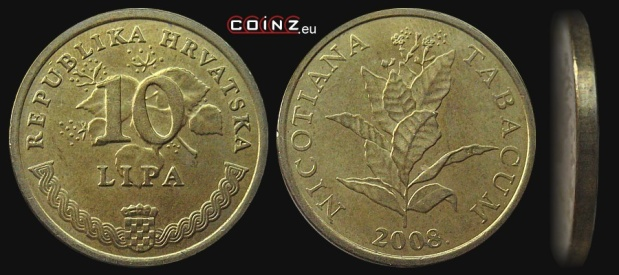 COINZ.eu
REPUBLIKA HRVATSKA
10
LIPA
NICOTIANA TABACUM
2008.